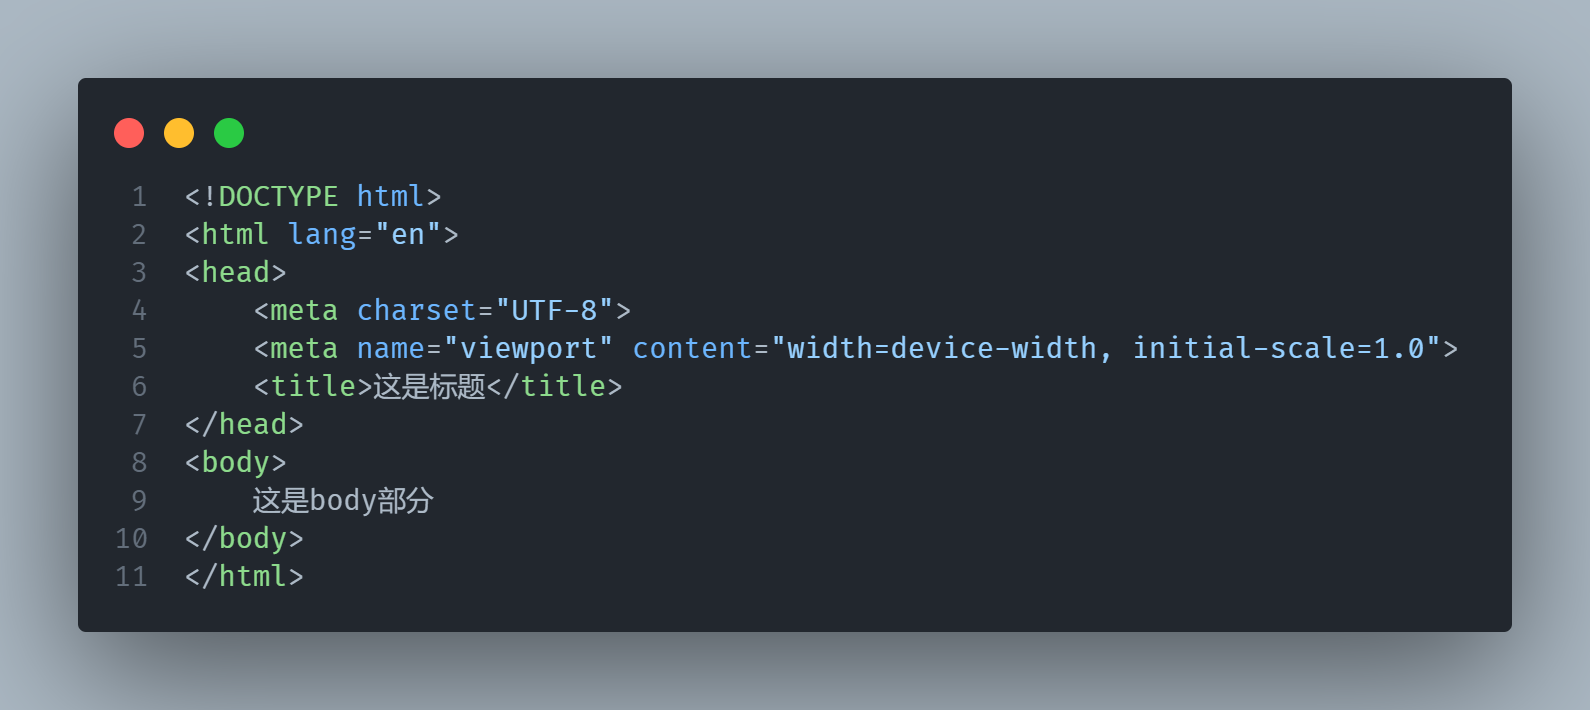 1 <!DOCTYPE html>
2 <html lang="en">
3 <head>
4     <meta charset="UTF-8">
5     <meta name="viewport" content="width=device-width, initial-scale=1.0">
6     <title>这是标题</title>
7 </head>
8 <body>
9     这是body部分
10 </body>
11 </html>